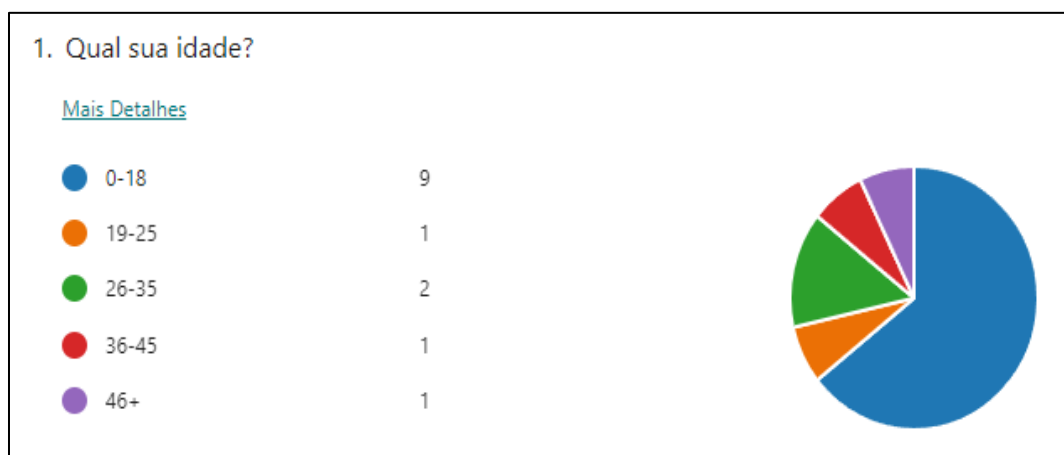 1. Qual sua idade?
Mais Detalhes
0-18 9
19-25 1
26-35 2
36-45 1
46+ 1